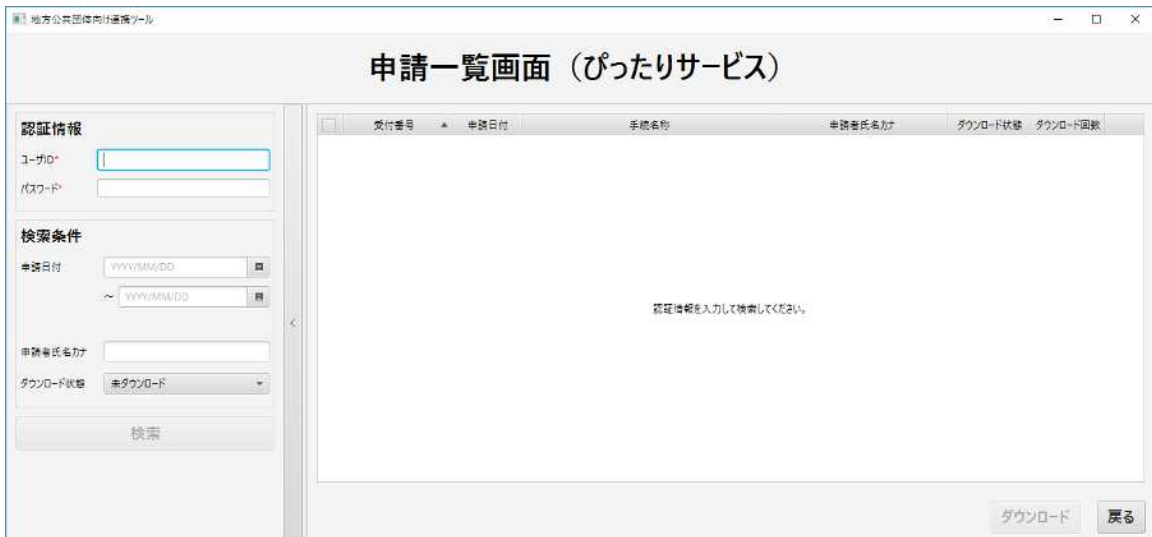 地方公共団体向け連携ツール
申請一覧画面（ぴったりサービス）
認証情報
ユーザID*
パスワード*
検索条件
申請日付 YYYY/MM/DD
～ YYYY/MM/DD
申請者氏名カナ
ダウンロード状態 未ダウンロード
検索
<
受付番号 ▲ 申請日付 手続名称 申請者氏名カナ ダウンロード状態 ダウンロード回数
認証情報を入力して検索してください。
ダウンロード 戻る